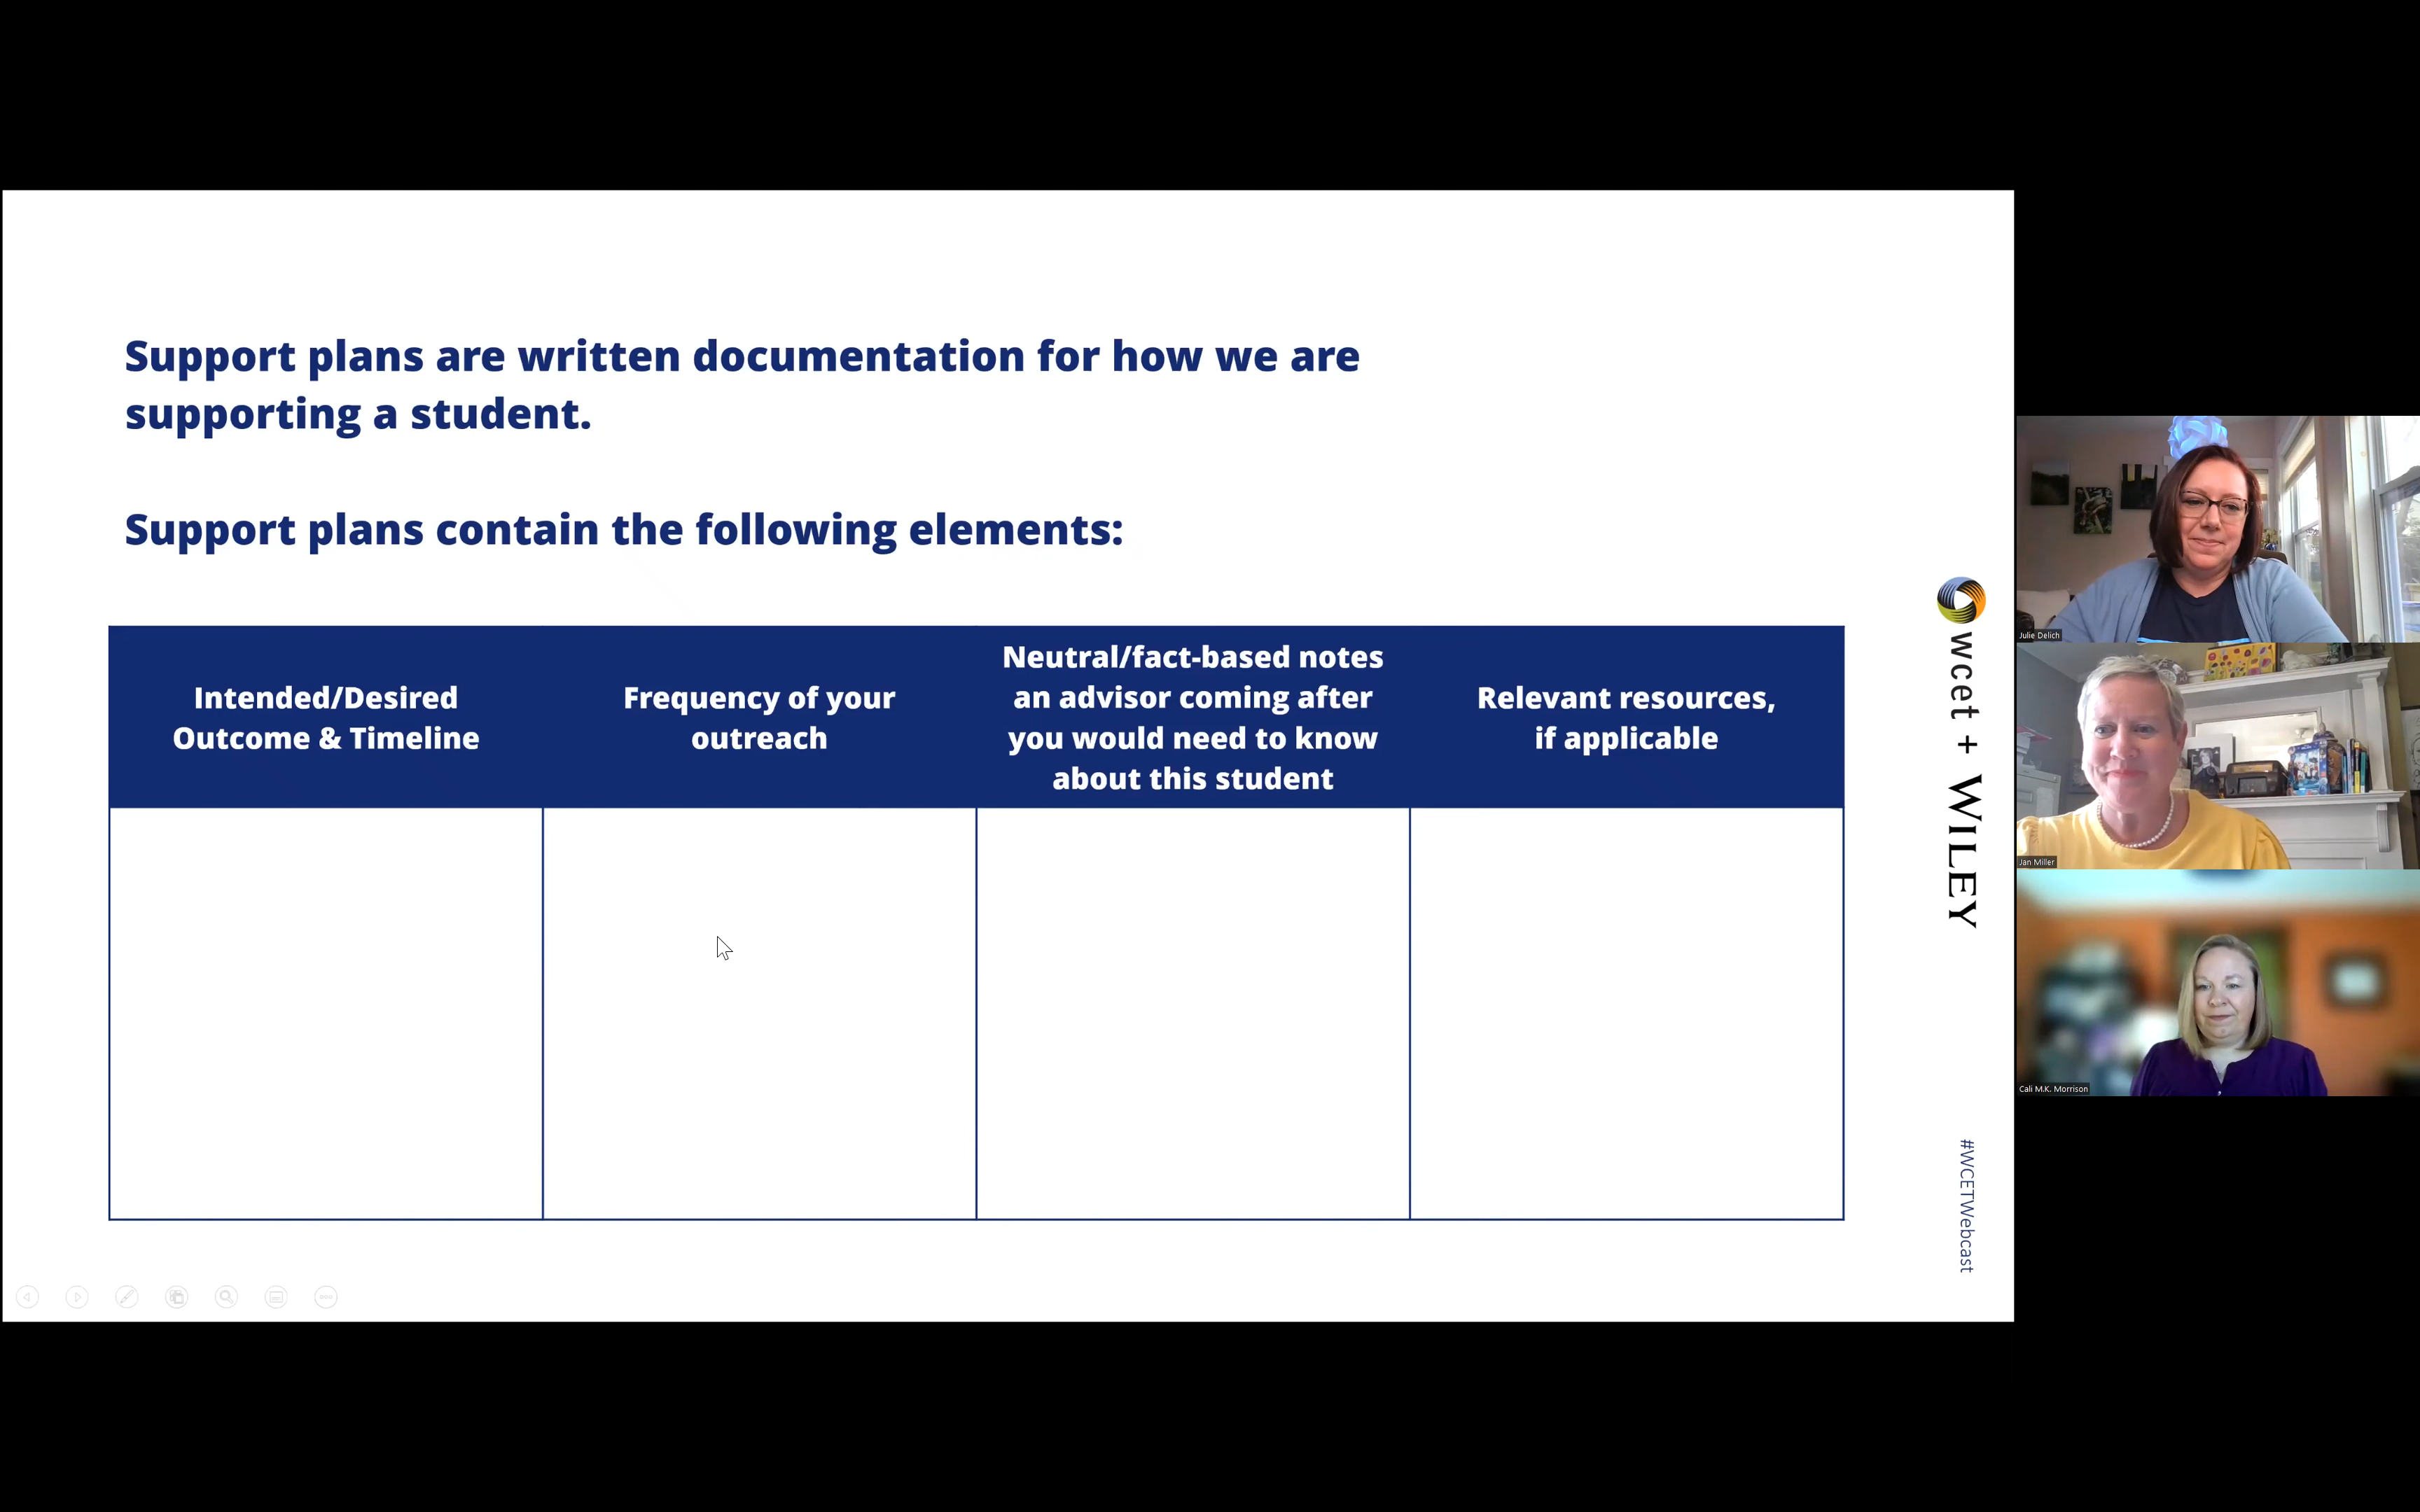 Support plans are written documentation for how we are
supporting a student.
Support plans contain the following elements:
Intended/Desired
Outcome & Timeline
Frequency of your
outreach
Neutral/fact-based notes
an advisor coming after
you would need to know
about this student
Relevant resources,
if applicable
wcet + WILEY
#WCETWebcast
Julie Delich
Jan Miller
Cali M.K. Morrison